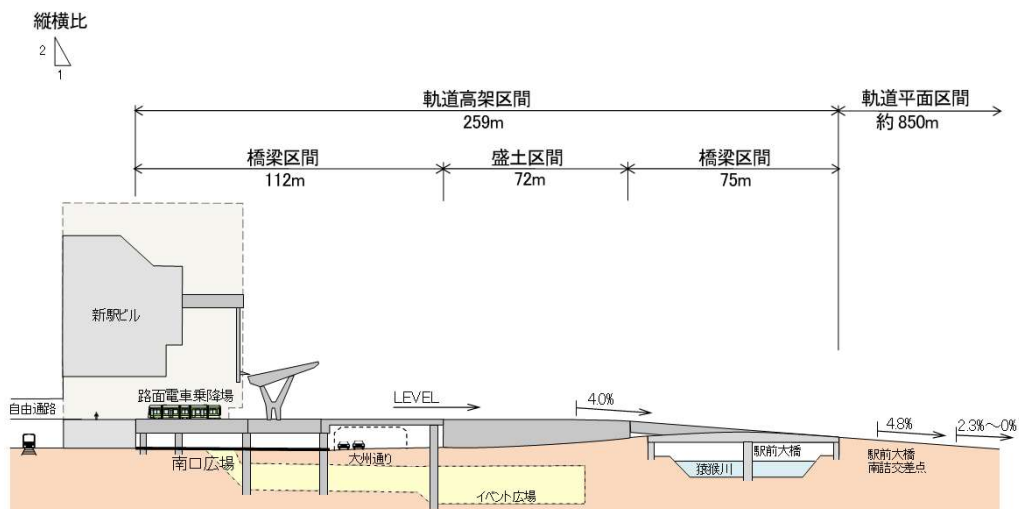 縦横比
2
1
軌道高架区間
259m
軌道平面区間
約850m
橋梁区間
112m
盛土区間
72m
橋梁区間
75m
新駅ビル
路面電車乗降場
自由通路
LEVEL
4.0%
4.8%
2.3%～0%
南口広場
大州通り
駅前大橋
猿猴川
駅前大橋
南詰交差点
イベント広場